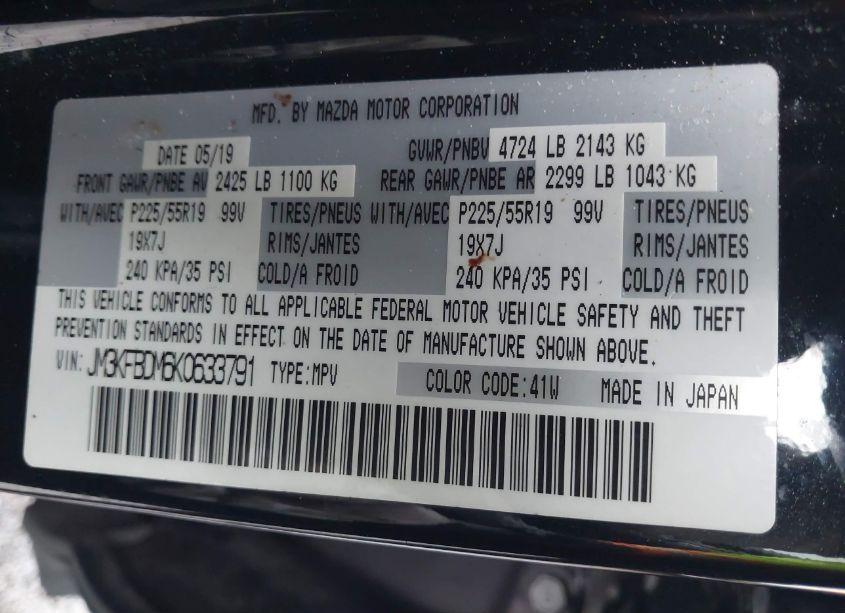 MFD. BY MAZDA MOTOR CORPORATION
DATE 05/19 GVWR/PNBV 4724 LB 2143 KG
FRONT GAWR/PNBE AV 2425 LB 1100 KG REAR GAWR/PNBE AR 2299 LB 1043 KG
WITH/AVEC P225/55R19 99V TIRES/PNEUS WITH/AVEC P225/55R19 99V TIRES/PNEUS
19X7J RIMS/JANTES 19X7J RIMS/JANTES
240 KPA/35 PSI COLD/A FROID 240 KPA/35 PSI COLD/A FROID
THIS VEHICLE CONFORMS TO ALL APPLICABLE FEDERAL MOTOR VEHICLE SAFETY AND THEFT
PREVENTION STANDARDS IN EFFECT ON THE DATE OF MANUFACTURE SHOWN ABOVE.
VIN: JM3KFBDM6K0633791 TYPE:MPV COLOR CODE:41W MADE IN JAPAN